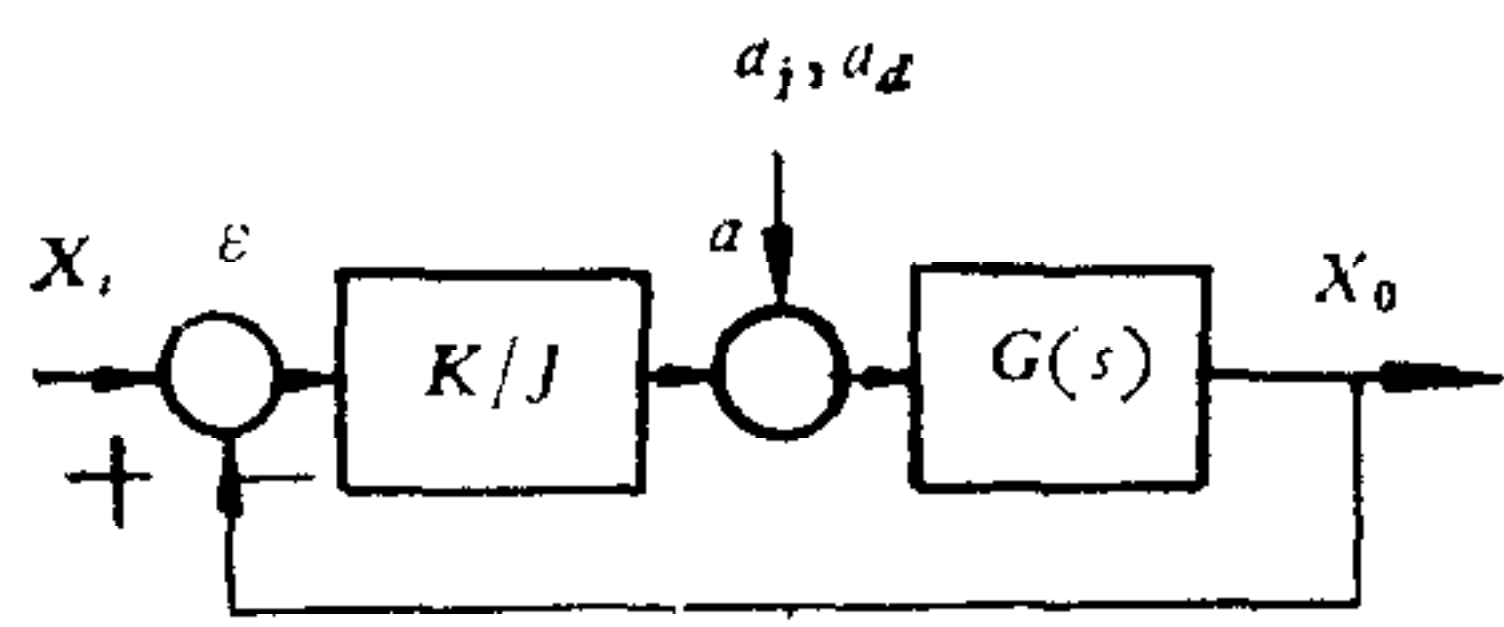 a_j, a_d
X_i ε a X_0
K/J G(s)
+ −